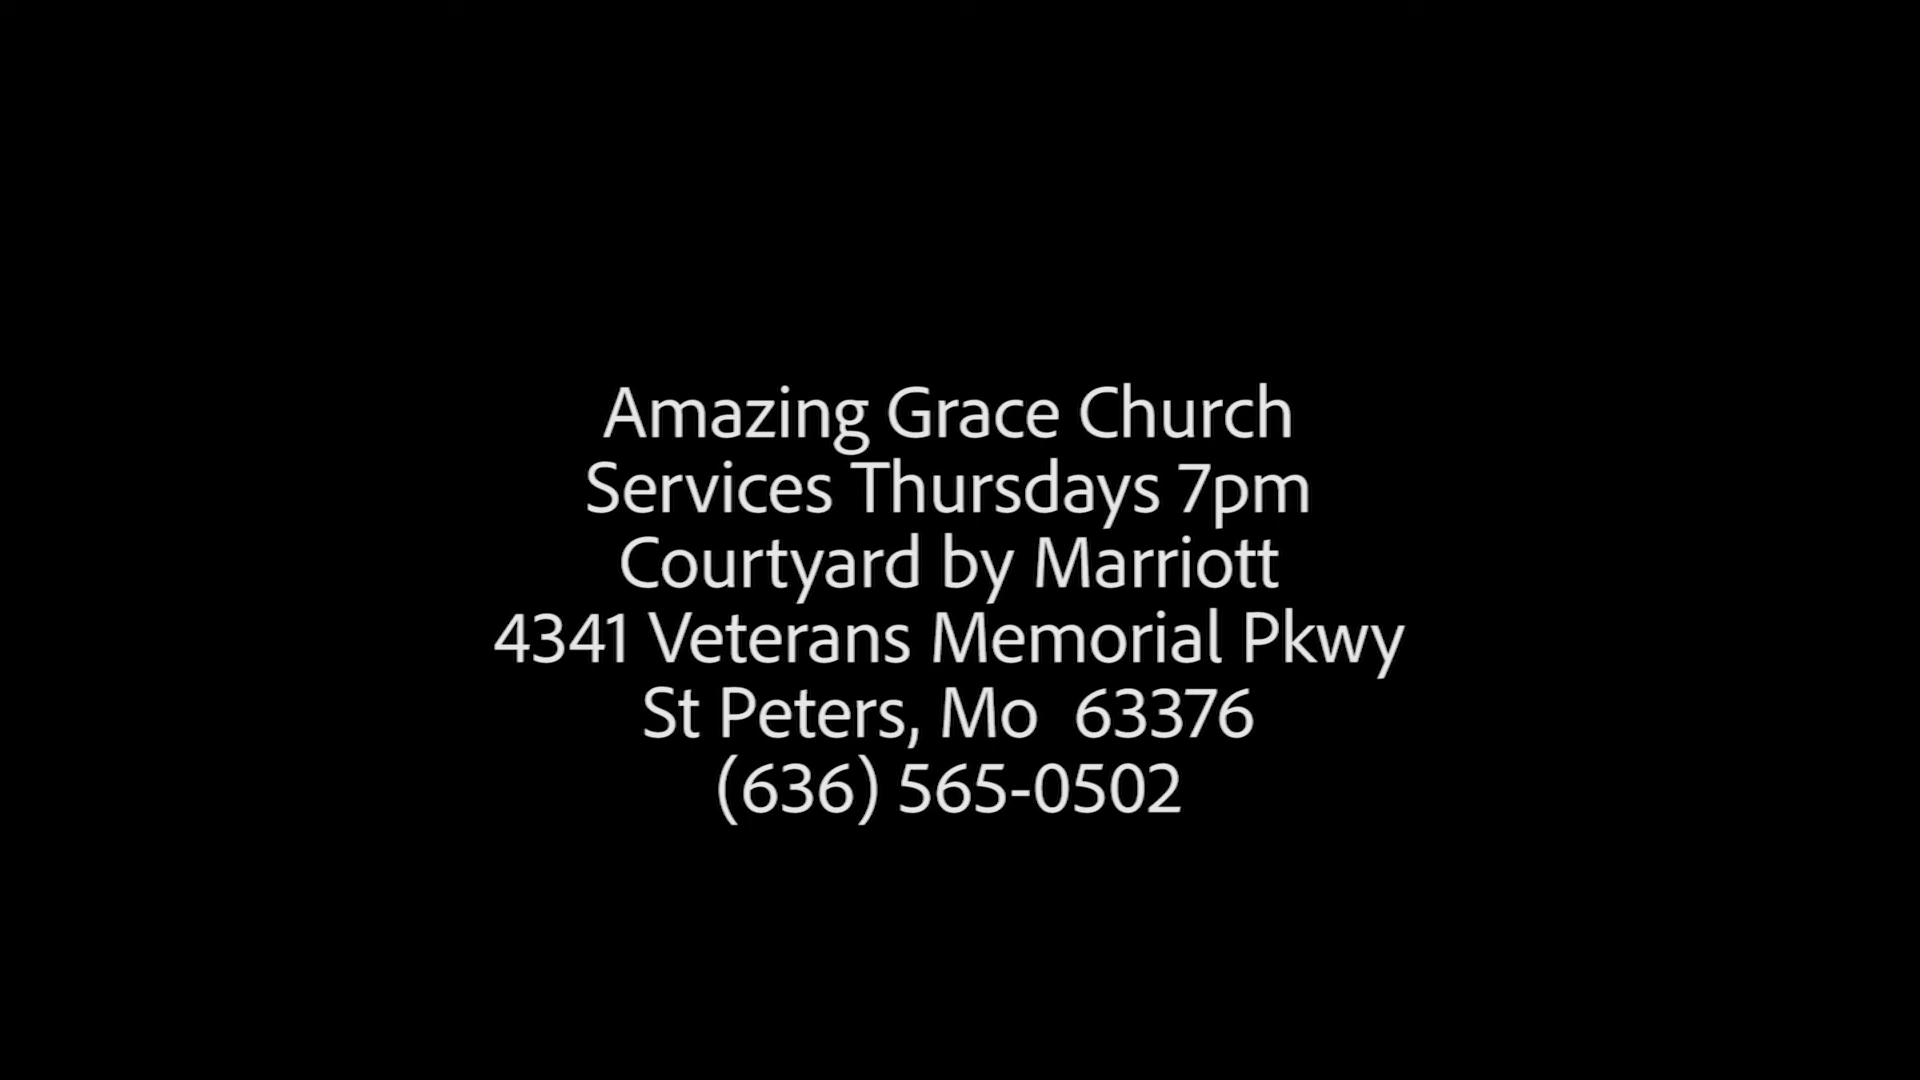 Amazing Grace Church
Services Thursdays 7pm
Courtyard by Marriott
4341 Veterans Memorial Pkwy
St Peters, Mo  63376
(636) 565-0502